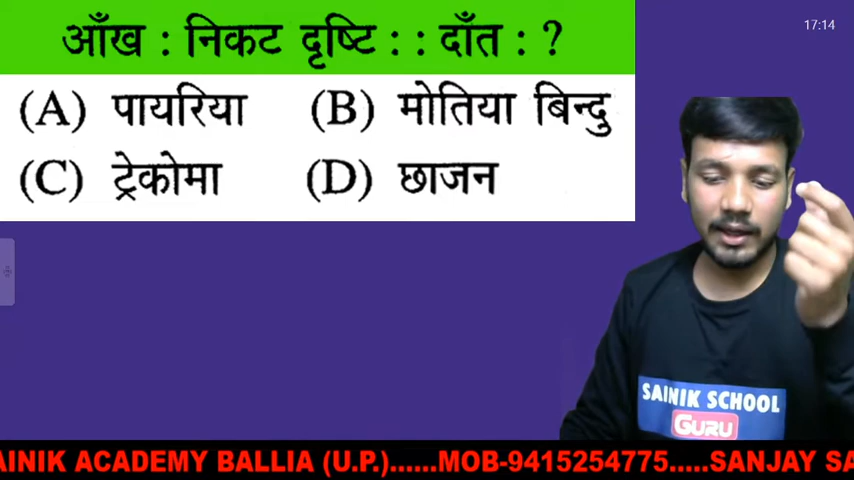 आँख : निकट दृष्टि : : दाँत : ?
17:14
(A) पायरिया (B) मोतिया बिन्दु
(C) ट्रेकोमा (D) छाजन
SAINIK SCHOOL
GURU
AINIK ACADEMY BALLIA (U.P.)......MOB-9415254775.....SANJAY SA